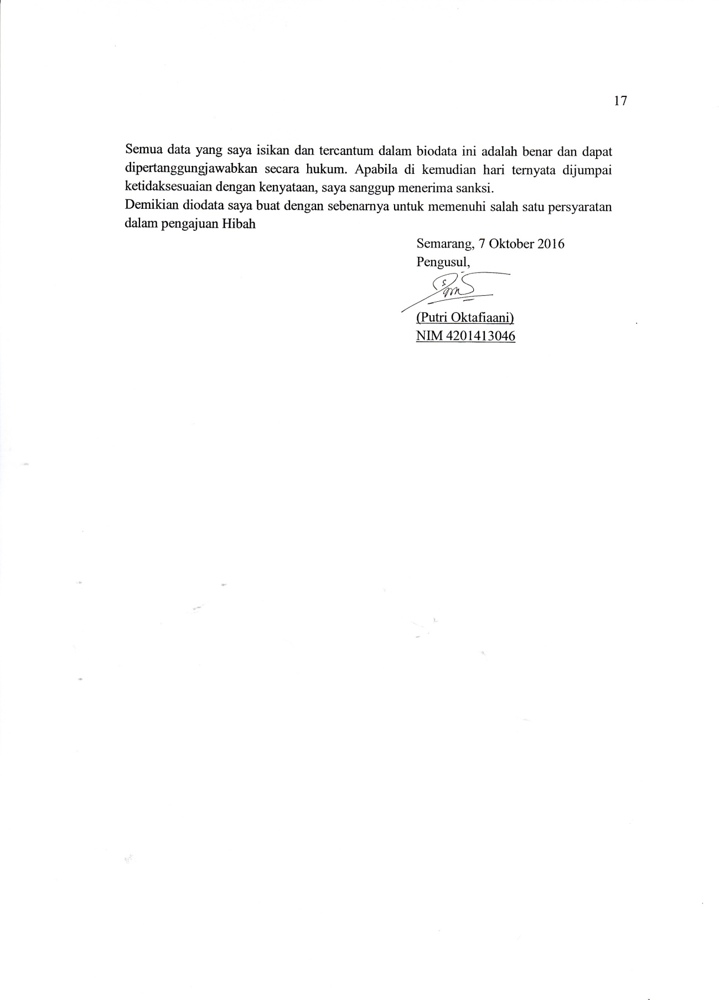 17
Semua data yang saya isikan dan tercantum dalam biodata ini adalah benar dan dapat
dipertanggungjawabkan secara hukum. Apabila di kemudian hari ternyata dijumpai
ketidaksesuaian dengan kenyataan, saya sanggup menerima sanksi.
Demikian diodata saya buat dengan sebenarnya untuk memenuhi salah satu persyaratan
dalam pengajuan Hibah
Semarang, 7 Oktober 2016
Pengusul,
(Putri Oktafiaani)
NIM 4201413046